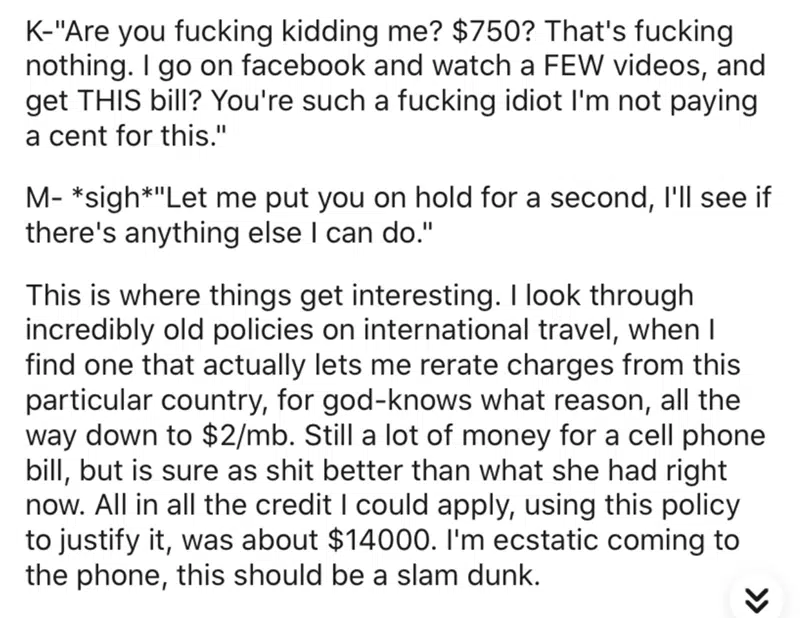 K-"Are you fucking kidding me? $750? That's fucking
nothing. I go on facebook and watch a FEW videos, and
get THIS bill? You're such a fucking idiot I'm not paying
a cent for this."
M- *sigh*"Let me put you on hold for a second, I'll see if
there's anything else I can do."
This is where things get interesting. I look through
incredibly old policies on international travel, when I
find one that actually lets me rerate charges from this
particular country, for god-knows what reason, all the
way down to $2/mb. Still a lot of money for a cell phone
bill, but is sure as shit better than what she had right
now. All in all the credit I could apply, using this policy
to justify it, was about $14000. I'm ecstatic coming to
the phone, this should be a slam dunk.